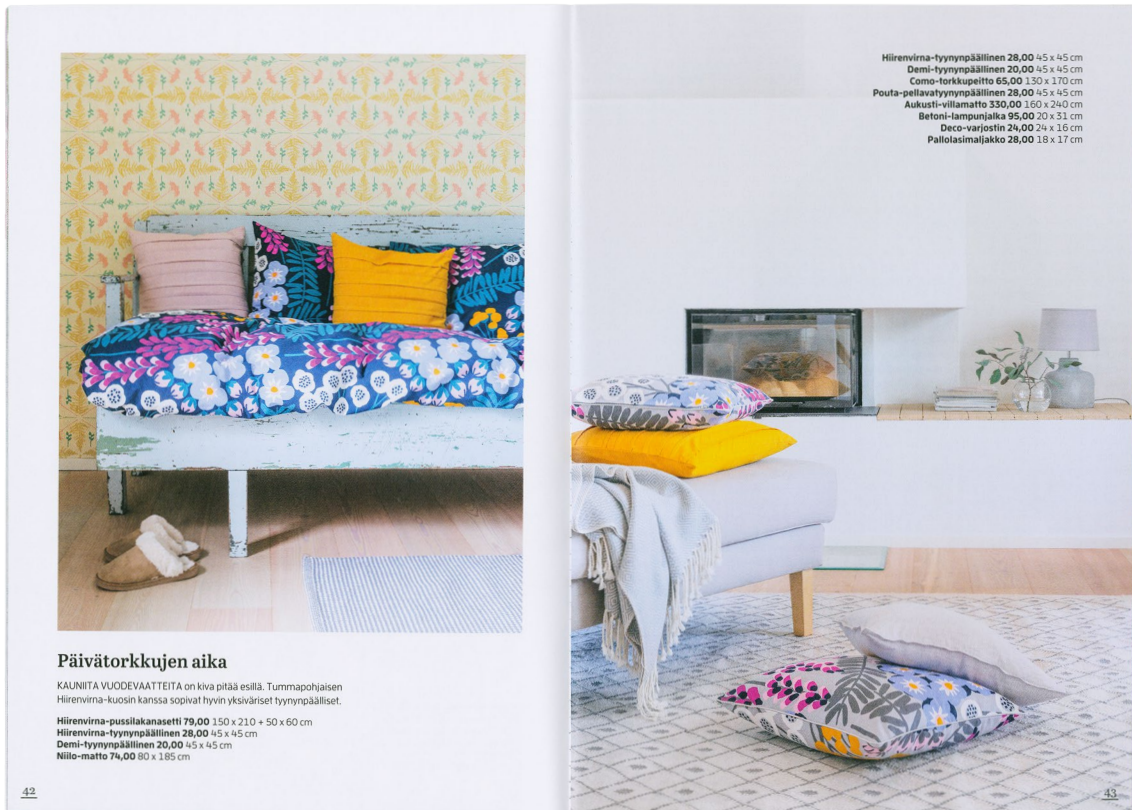 Päivätorkkujen aika
KAUNIITA VUODEVAATTEITA on kiva pitää esillä. Tummapohjaisen
Hiirenvirna-kuosin kanssa sopivat hyvin yksiväriset tyynynpäälliset.
Hiirenvirna-pussilakanasetti 79,00 150 x 210 + 50 x 60 cm
Hiirenvirna-tyynynpäällinen 28,00 45 x 45 cm
Demi-tyynynpäällinen 20,00 45 x 45 cm
Niilo-matto 74,00 80 x 185 cm
42
Hiirenvirna-tyynynpäällinen 28,00 45 x 45 cm
Demi-tyynynpäällinen 20,00 45 x 45 cm
Como-torkkupeitto 65,00 130 x 170 cm
Pouta-pellavatyynynpäällinen 28,00 45 x 45 cm
Aukusti-villamatto 330,00 160 x 240 cm
Betoni-lampunjalka 95,00 20 x 31 cm
Deco-varjostin 24,00 24 x 16 cm
Pallolasimaljakko 28,00 18 x 17 cm
43